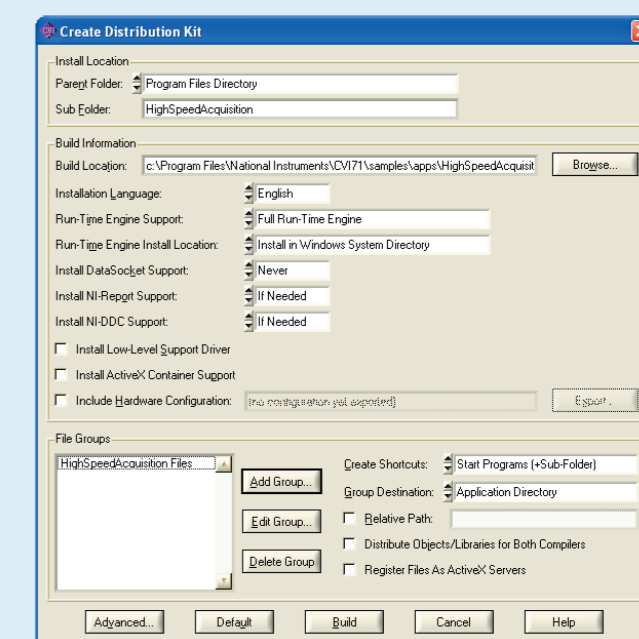 Create Distribution Kit
Install Location
Parent Folder: Program Files Directory
Sub Folder: HighSpeedAcquisition
Build Information
Build Location: c:\Program Files\National Instruments\CVI71\samples\apps\HighSpeedAcquisit Browse...
Installation Language: English
Run-Time Engine Support: Full Run-Time Engine
Run-Time Engine Install Location: Install in Windows System Directory
Install DataSocket Support: Never
Install NI-Report Support: If Needed
Install NI-DDC Support: If Needed
Install Low-Level Support Driver
Install ActiveX Container Support
Include Hardware Configuration: (no configuration yet exported) Export...
File Groups
HighSpeedAcquisition Files
Add Group...
Edit Group...
Delete Group
Create Shortcuts: Start Programs (+Sub-Folder)
Group Destination: Application Directory
Relative Path:
Distribute Objects/Libraries for Both Compilers
Register Files As ActiveX Servers
Advanced... Default Build Cancel Help